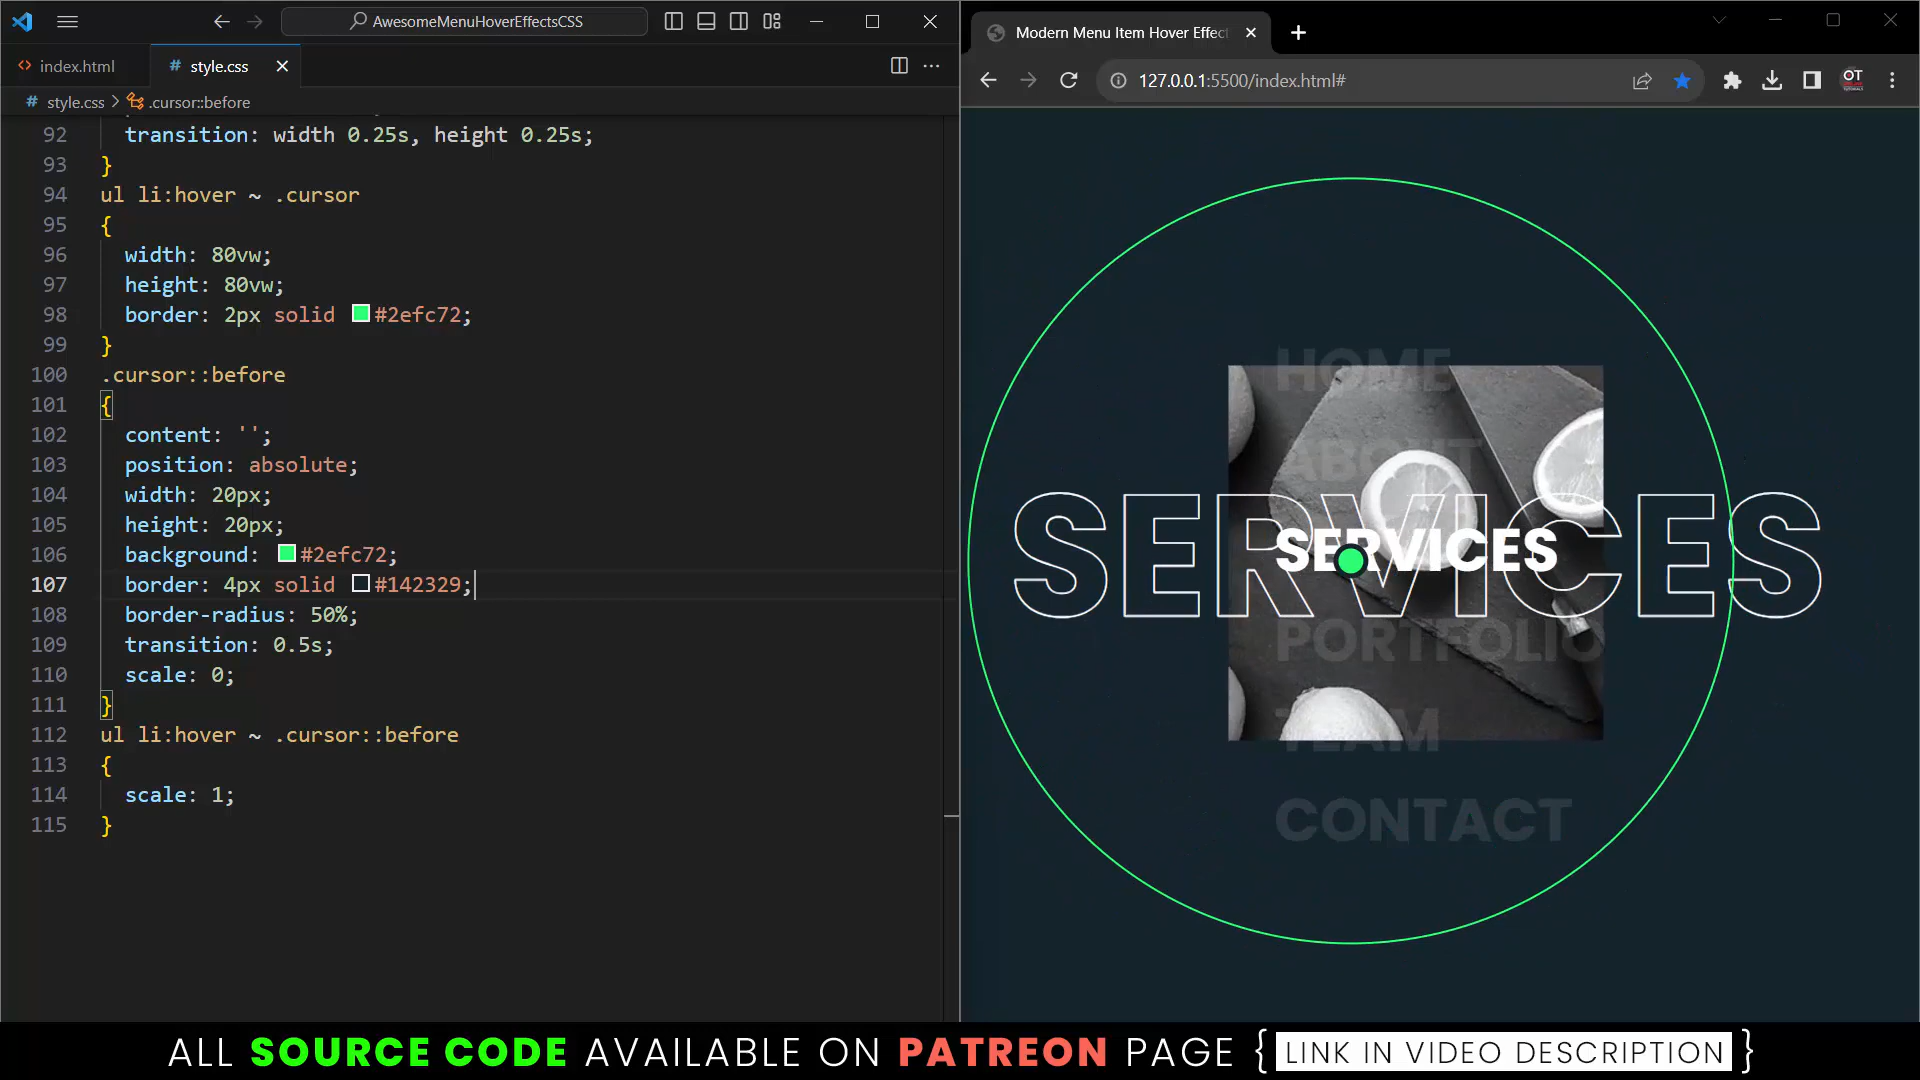 AwesomeMenuHoverEffectsCSS
index.html
# style.css
# style.css > .cursor::before
92 transition: width 0.25s, height 0.25s;
93 }
94 ul li:hover ~ .cursor
95 {
96 width: 80vw;
97 height: 80vw;
98 border: 2px solid #2efc72;
99 }
100 .cursor::before
101 {
102 content: '';
103 position: absolute;
104 width: 20px;
105 height: 20px;
106 background: #2efc72;
107 border: 4px solid #142329;
108 border-radius: 50%;
109 transition: 0.5s;
110 scale: 0;
111 }
112 ul li:hover ~ .cursor::before
113 {
114 scale: 1;
115 }
Modern Menu Item Hover Effec
127.0.0.1:5500/index.html#
OT
HOME
ABOUT
SERVICES
SERVICES
PORTFOLIO
TEAM
CONTACT
ALL SOURCE CODE AVAILABLE ON PATREON PAGE { LINK IN VIDEO DESCRIPTION }